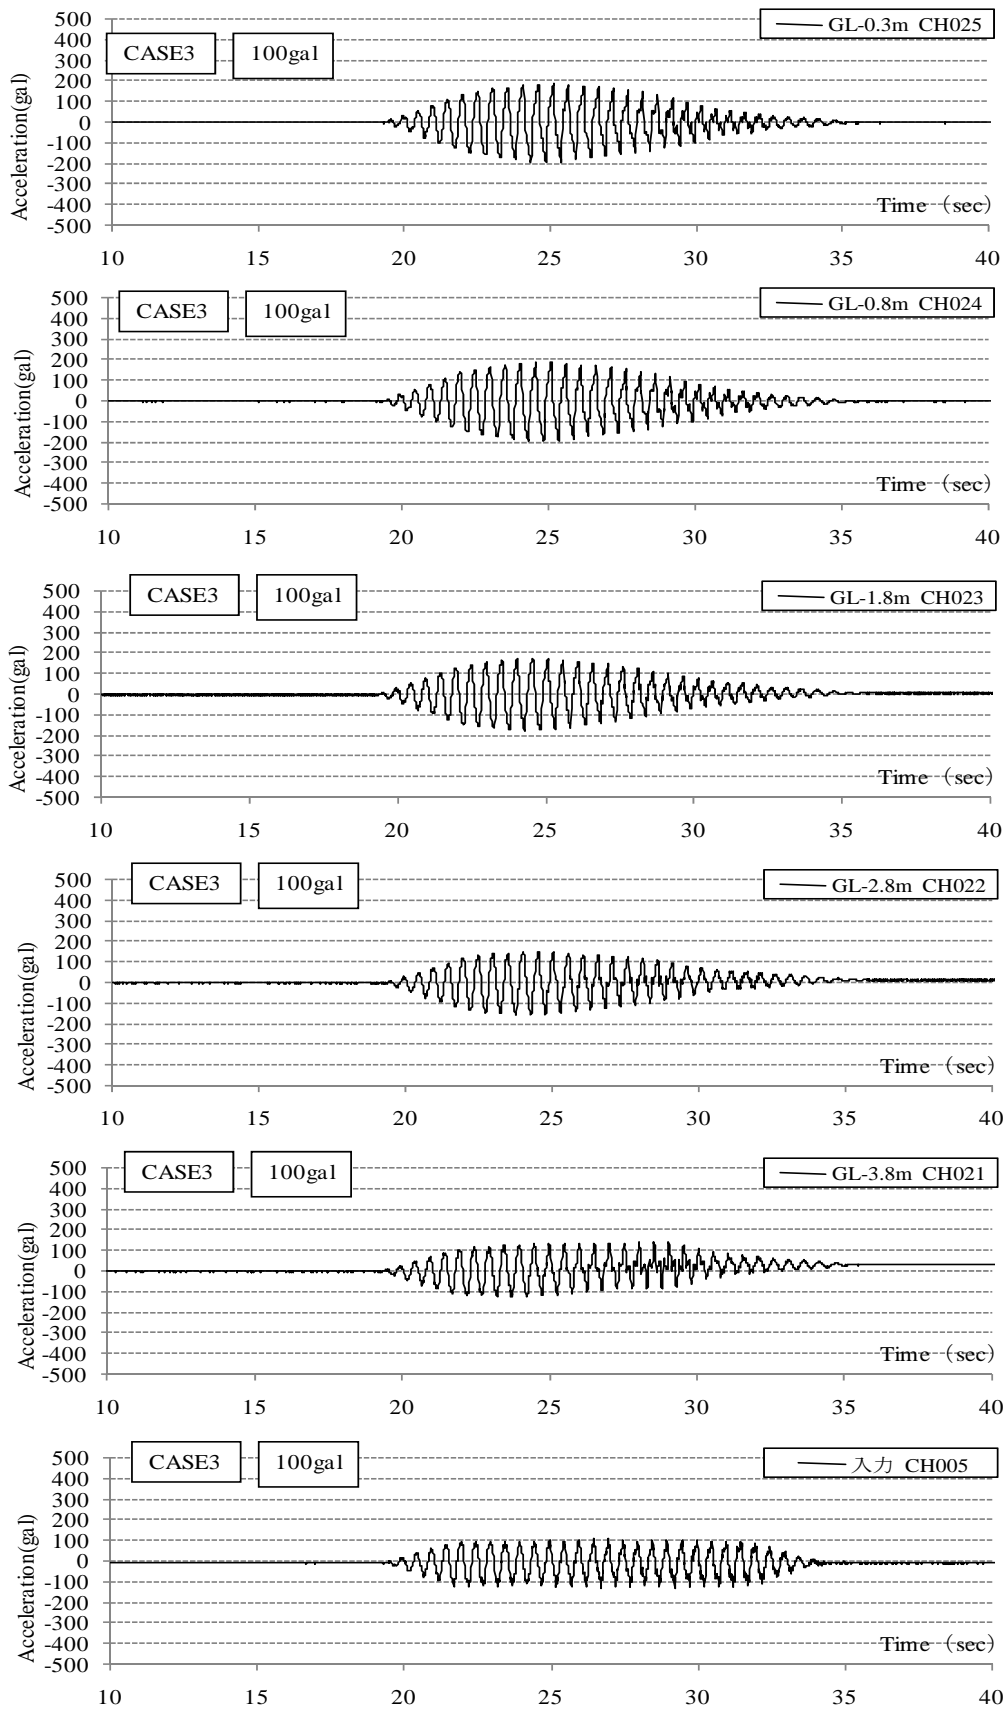 GL-0.3m CH025
CASE3 100gal
Acceleration(gal)
500
400
300
200
100
0
-100
-200
-300
-400
-500
Time (sec)
10 15 20 25 30 35 40
GL-0.8m CH024
CASE3 100gal
Acceleration(gal)
500
400
300
200
100
0
-100
-200
-300
-400
-500
Time (sec)
10 15 20 25 30 35 40
GL-1.8m CH023
CASE3 100gal
Acceleration(gal)
500
400
300
200
100
0
-100
-200
-300
-400
-500
Time (sec)
10 15 20 25 30 35 40
GL-2.8m CH022
CASE3 100gal
Acceleration(gal)
500
400
300
200
100
0
-100
-200
-300
-400
-500
Time (sec)
10 15 20 25 30 35 40
GL-3.8m CH021
CASE3 100gal
Acceleration(gal)
500
400
300
200
100
0
-100
-200
-300
-400
-500
Time (sec)
10 15 20 25 30 35 40
入力 CH005
CASE3 100gal
Acceleration(gal)
500
400
300
200
100
0
-100
-200
-300
-400
-500
Time (sec)
10 15 20 25 30 35 40